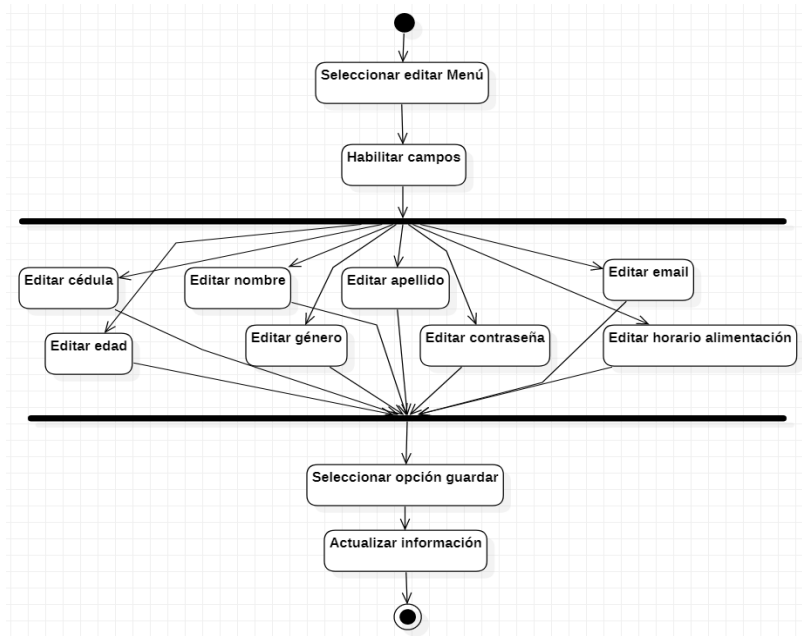 Seleccionar editar Menú
Habilitar campos
Editar cédula
Editar nombre
Editar apellido
Editar email
Editar edad
Editar género
Editar contraseña
Editar horario alimentación
Seleccionar opción guardar
Actualizar información